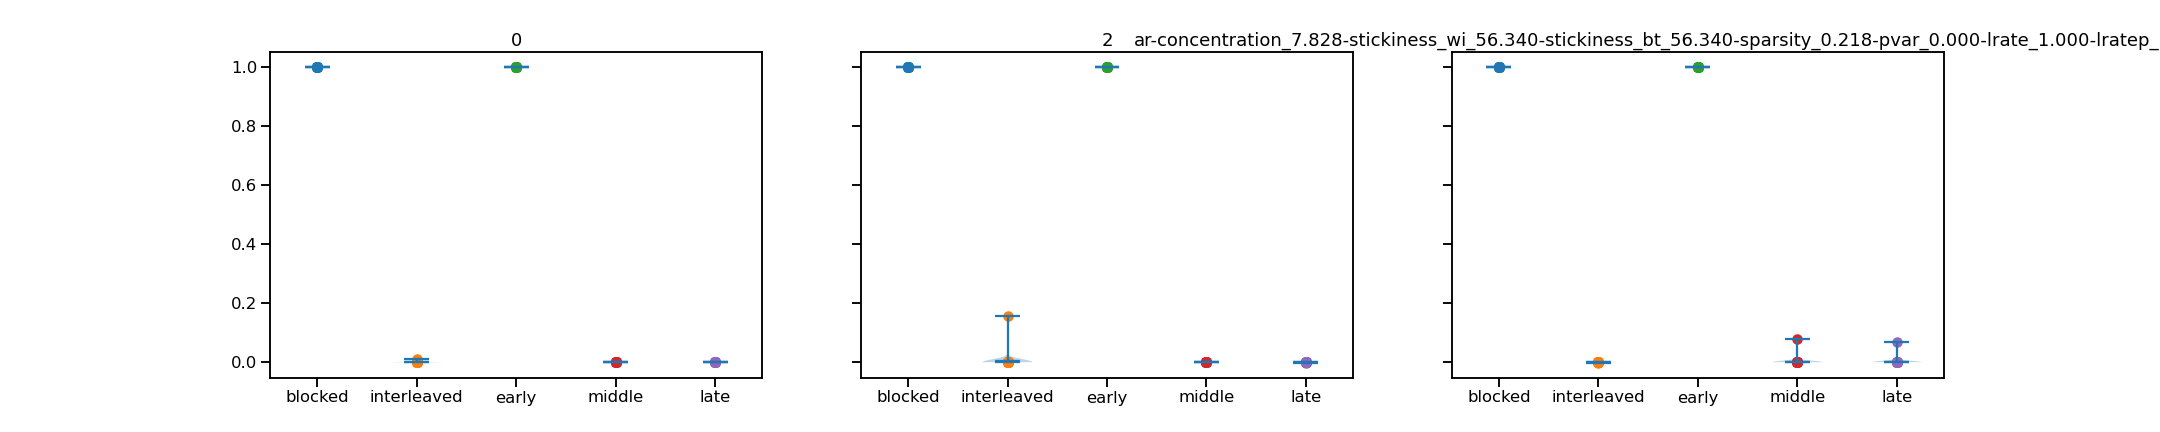 0
2
ar-concentration_7.828-stickiness_wi_56.340-stickiness_bt_56.340-sparsity_0.218-pvar_0.000-lrate_1.000-lratep_
1.0
0.8
0.6
0.4
0.2
0.0
blocked interleaved early middle late
blocked interleaved early middle late
blocked interleaved early middle late